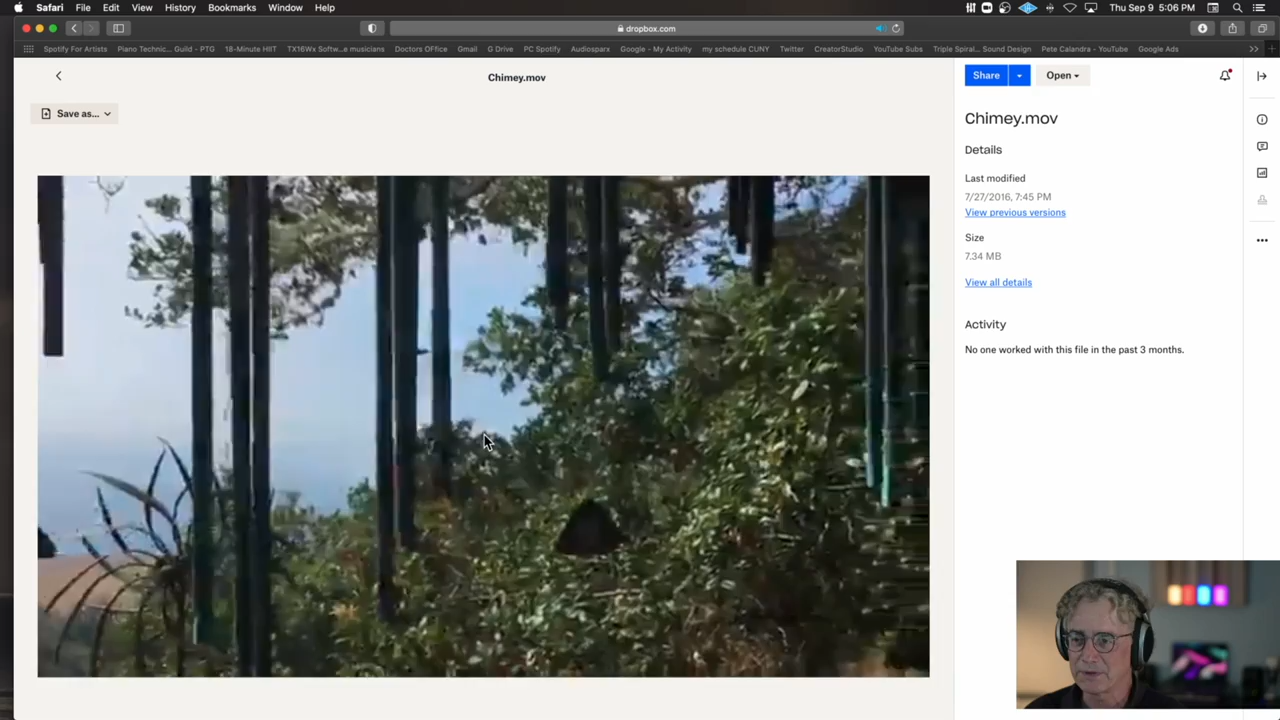 Safari File Edit View History Bookmarks Window Help Thu Sep 9 5:06 PM
dropbox.com
Spotify For Artists Piano Technic... Guild - PTG 18-Minute HIIT TX16Wx Softw...e musicians Doctors OFfice Gmail G Drive PC Spotify Audiosparx Google - My Activity my schedule CUNY Twitter CreatorStudio YouTube Subs Triple Spiral... Sound Design Pete Calandra - YouTube Google Ads
Chimey.mov
Save as...
Share
Open
Chimey.mov
Details
Last modified
7/27/2016, 7:45 PM
View previous versions
Size
7.34 MB
View all details
Activity
No one worked with this file in the past 3 months.